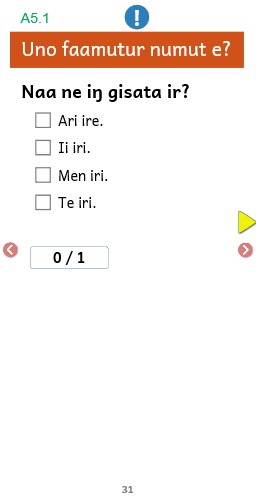 A5.1
!
Uno faamutur numut e?
Naa ne iŋ gisata ir?
Ari ire.
Ii iri.
Men iri.
Te iri.
0 / 1
31